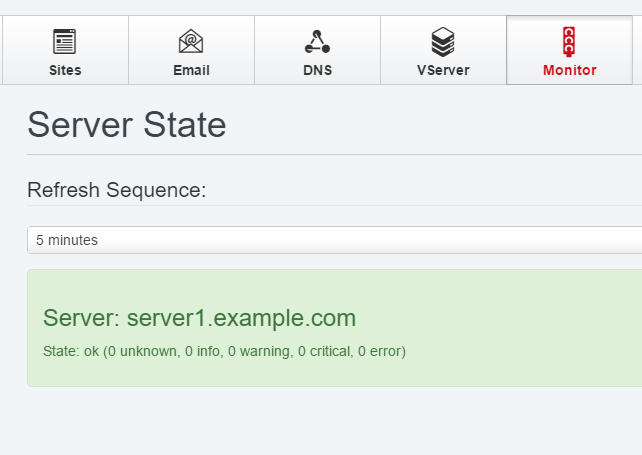 Sites Email DNS VServer Monitor
Server State
Refresh Sequence:
5 minutes
Server: server1.example.com
State: ok (0 unknown, 0 info, 0 warning, 0 critical, 0 error)